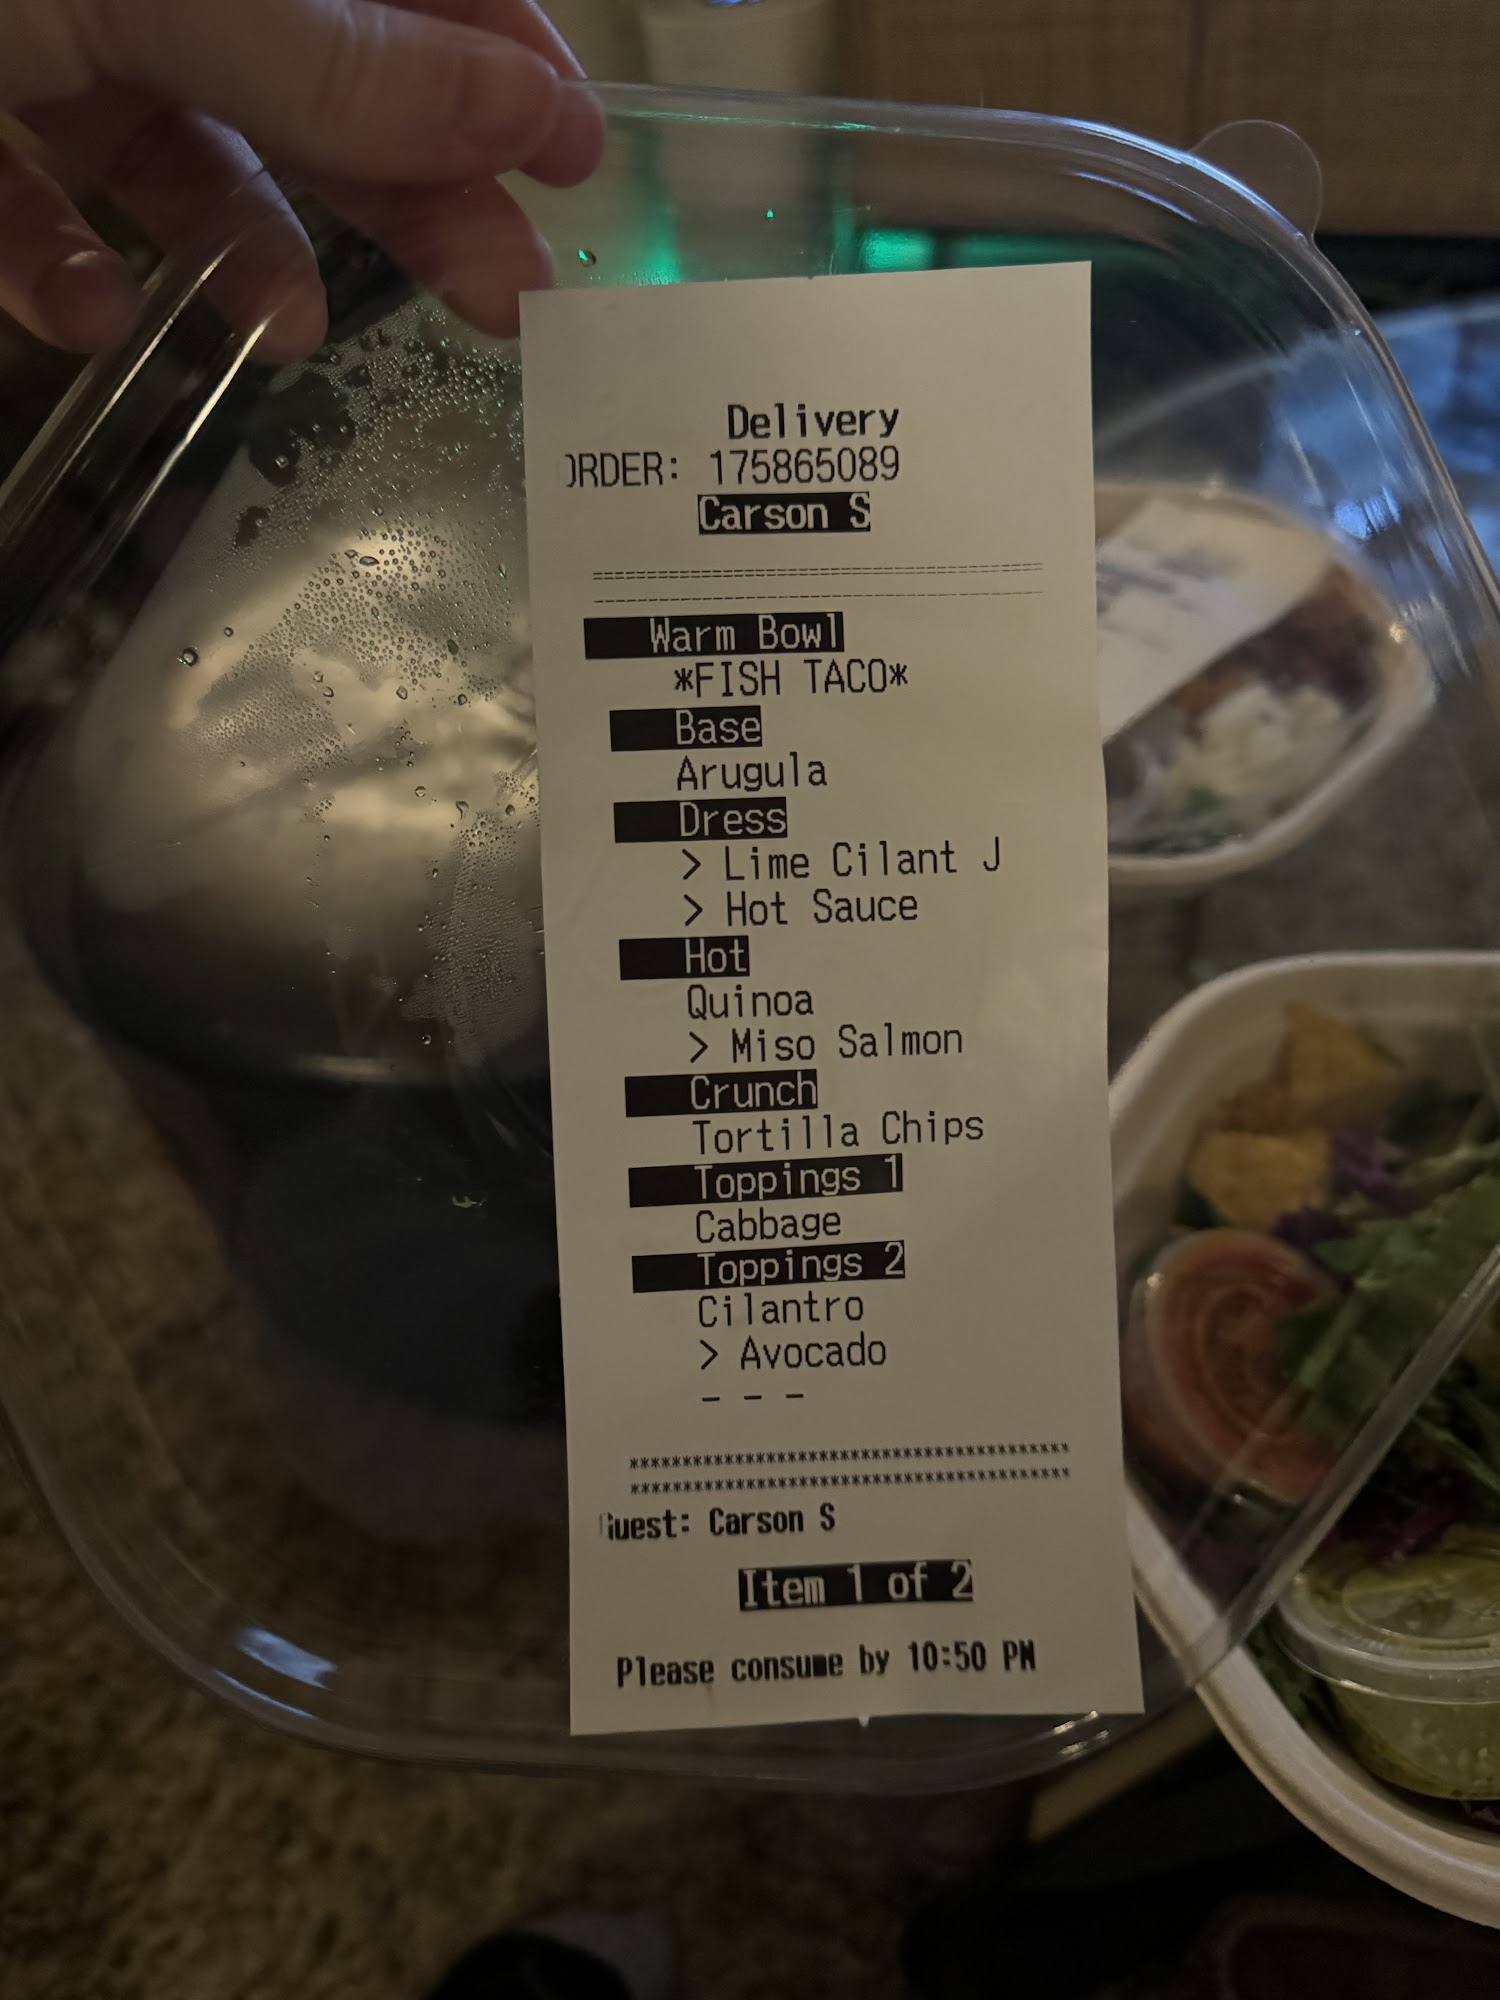 Delivery
ORDER: 175865089
Carson S
Warm Bowl
*FISH TACO*
Base
Arugula
Dress
> Lime Cilant J
> Hot Sauce
Hot
Quinoa
> Miso Salmon
Crunch
Tortilla Chips
Toppings 1
Cabbage
Toppings 2
Cilantro
> Avocado
- - -
Guest: Carson S
Item 1 of 2
Please consume by 10:50 PM